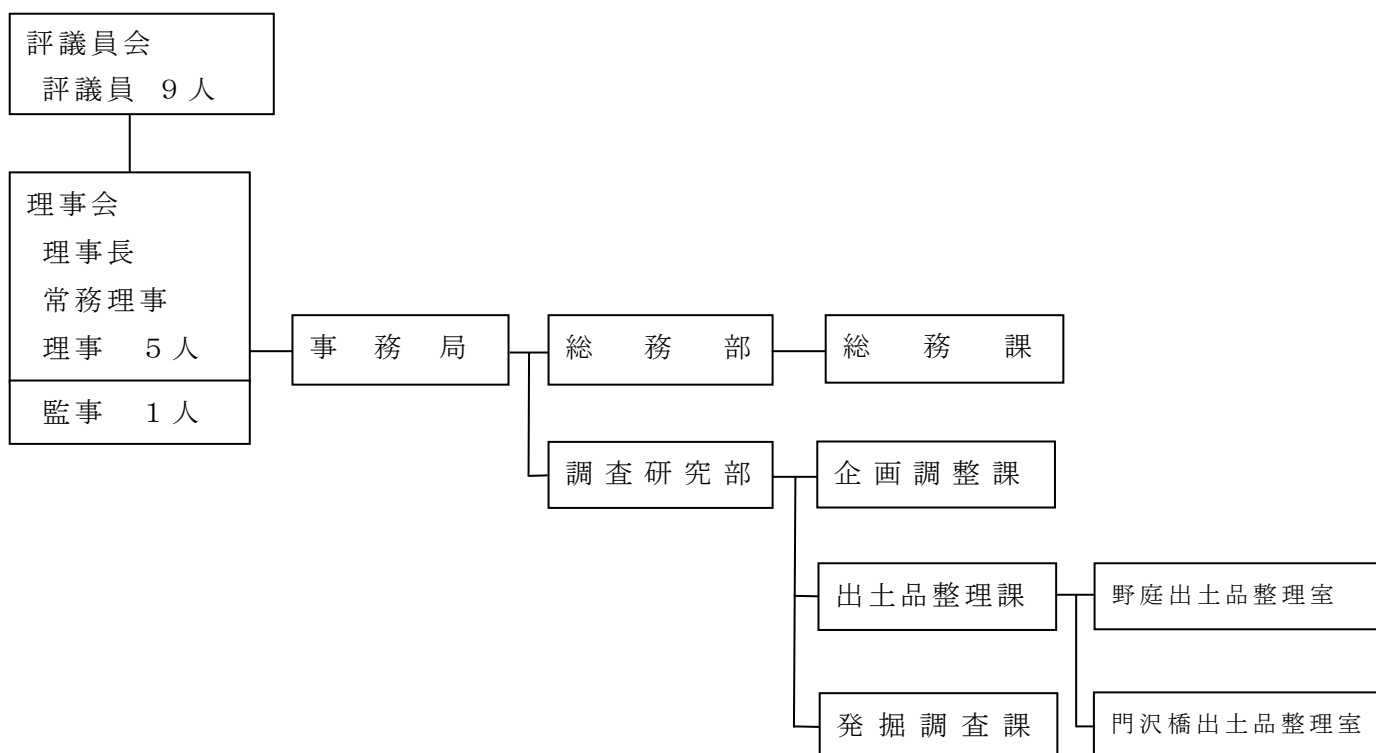 評議員会
評議員 ９人
理事会
理事長
常務理事
理事 ５人
監事 １人
事務局
総務部
総務課
調査研究部
企画調整課
出土品整理課
野庭出土品整理室
発掘調査課
門沢橋出土品整理室